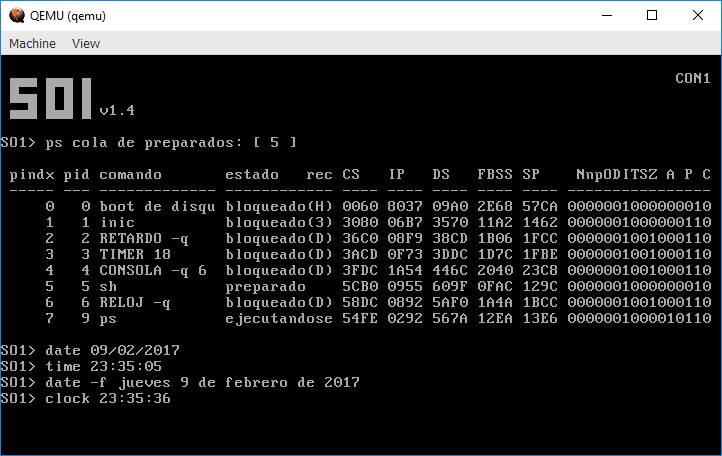 QEMU (qemu)
Machine View
CON1
SO1 v1.4
SO1> ps cola de preparados: [ 5 ]
pindx pid comando estado rec CS IP DS FBSS SP NnpODITSZ A P C
----- --- ------------- ------------- ---- ---- ---- ---- ---- ----------------
0 0 boot de disqu bloqueado(H) 0060 8037 09A0 2E68 57CA 0000001000000010
1 1 inic bloqueado(3) 3080 06B7 3570 11A2 1462 0000001000000110
2 2 RETARDO -q bloqueado(D) 36C0 08F9 38CD 1B06 1FCC 0000001001000110
3 3 TIMER 18 bloqueado(D) 3ACD 0F73 3DDC 1D7C 1FBE 0000001001000110
4 4 CONSOLA -q 6 bloqueado(D) 3FDC 1A54 446C 2040 23C8 0000001001000110
5 5 sh preparado 5CB0 0955 609F 0FAC 129C 0000001000000110
6 6 RELOJ -q bloqueado(D) 58DC 0892 5AF0 1A4A 1BCC 0000001001000110
7 9 ps ejecutandose 54FE 0292 567A 12EA 13E6 0000001000010110
SO1> date 09/02/2017
SO1> time 23:35:05
SO1> date -f jueves 9 de febrero de 2017
SO1> clock 23:35:36